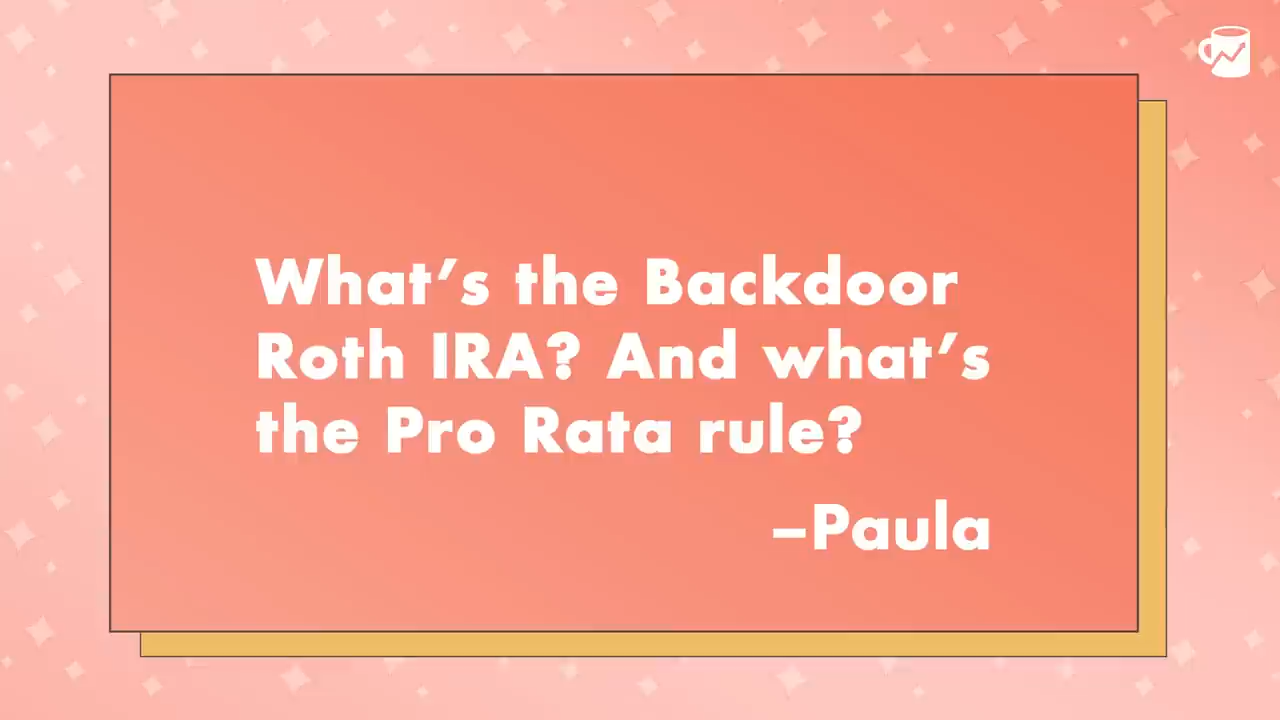 What’s the Backdoor
Roth IRA? And what’s
the Pro Rata rule?
–Paula